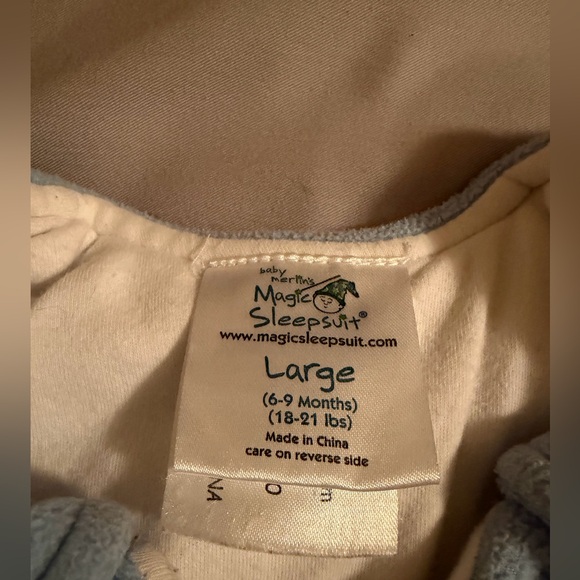 baby
merlin's
Magic
Sleepsuit®
www.magicsleepsuit.com
Large
(6-9 Months)
(18-21 lbs)
Made in China
care on reverse side